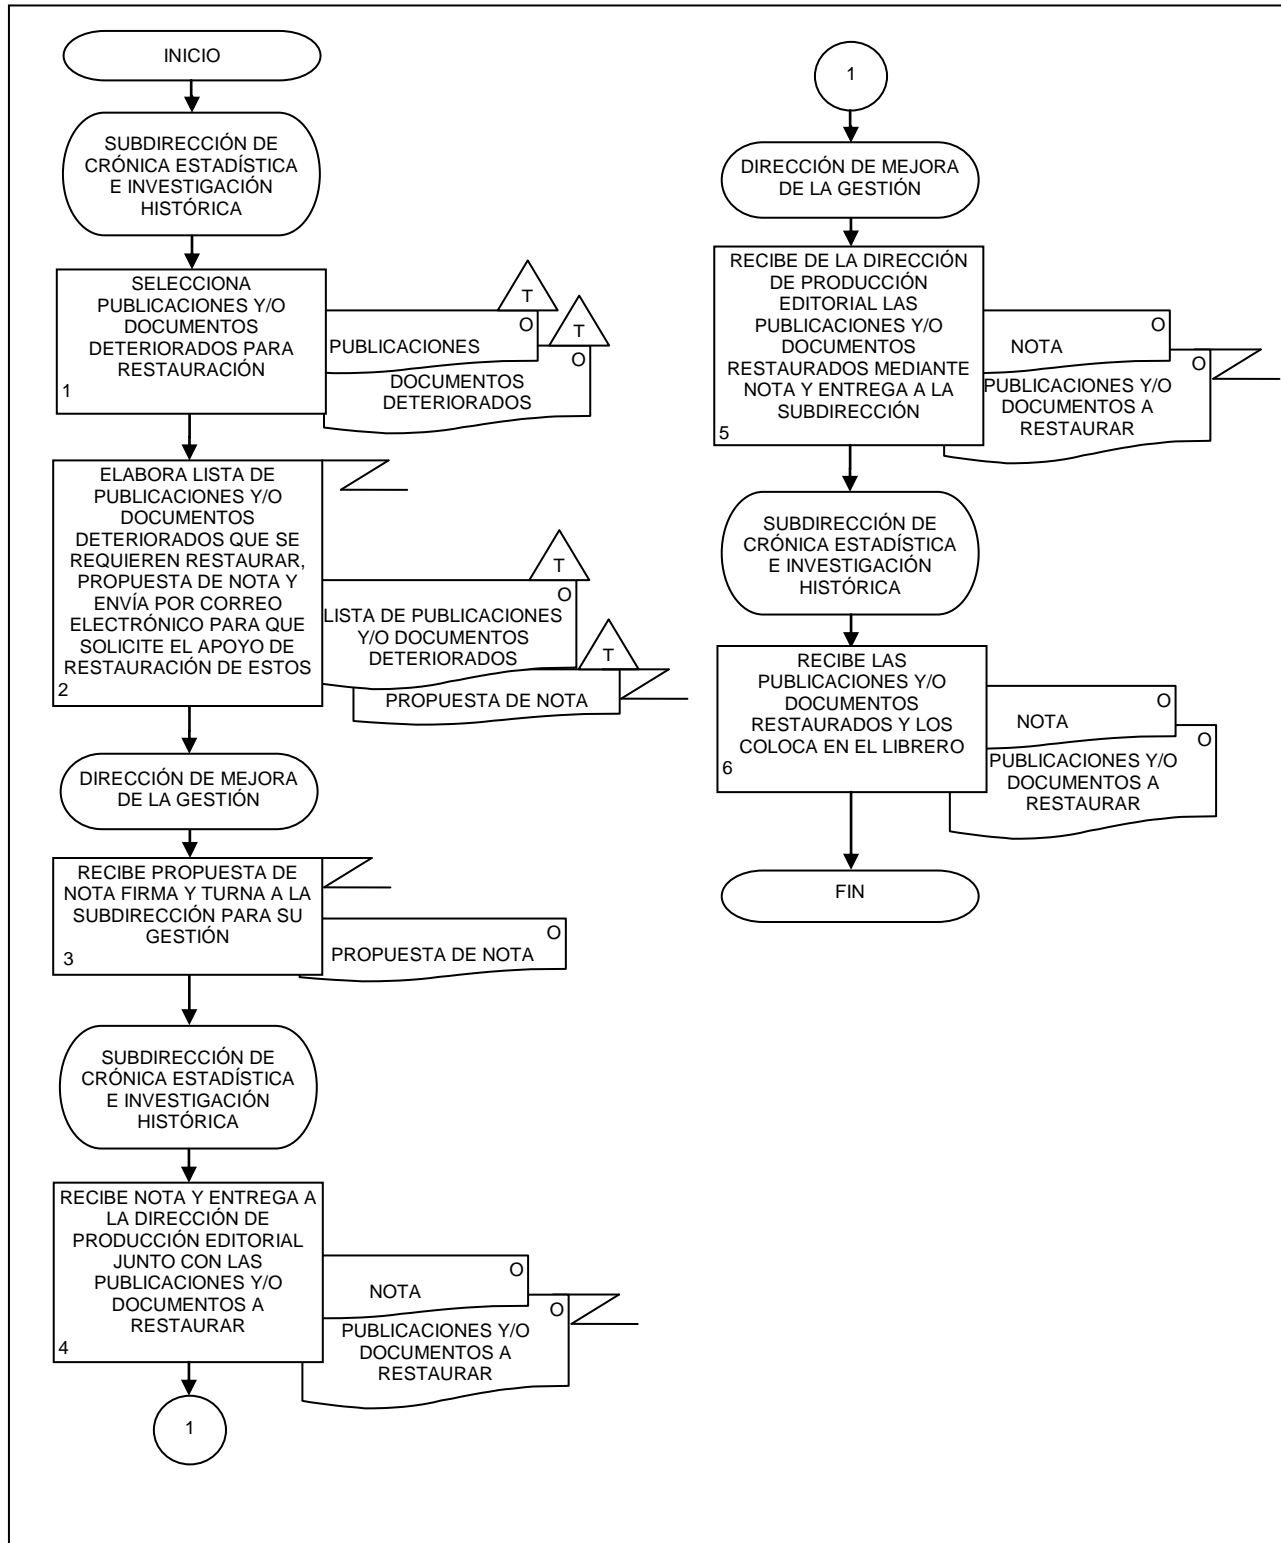 INICIO
SUBDIRECCIÓN DE
CRÓNICA ESTADÍSTICA
E INVESTIGACIÓN
HISTÓRICA
SELECCIONA
PUBLICACIONES Y/O
DOCUMENTOS
DETERIORADOS PARA
RESTAURACIÓN
1
T
O
PUBLICACIONES
T
O
DOCUMENTOS
DETERIORADOS
ELABORA LISTA DE
PUBLICACIONES Y/O
DOCUMENTOS
DETERIORADOS QUE SE
REQUIEREN RESTAURAR,
PROPUESTA DE NOTA Y
ENVÍA POR CORREO
ELECTRÓNICO PARA QUE
SOLICITE EL APOYO DE
RESTAURACIÓN DE ESTOS
2
T
O
LISTA DE PUBLICACIONES
Y/O DOCUMENTOS
DETERIORADOS
T
PROPUESTA DE NOTA
DIRECCIÓN DE MEJORA
DE LA GESTIÓN
RECIBE PROPUESTA DE
NOTA FIRMA Y TURNA A LA
SUBDIRECCIÓN PARA SU
GESTIÓN
3
O
PROPUESTA DE NOTA
SUBDIRECCIÓN DE
CRÓNICA ESTADÍSTICA
E INVESTIGACIÓN
HISTÓRICA
RECIBE NOTA Y ENTREGA A
LA DIRECCIÓN DE
PRODUCCIÓN EDITORIAL
JUNTO CON LAS
PUBLICACIONES Y/O
DOCUMENTOS A
RESTAURAR
4
O
NOTA
O
PUBLICACIONES Y/O
DOCUMENTOS A
RESTAURAR
1
1
DIRECCIÓN DE MEJORA
DE LA GESTIÓN
RECIBE DE LA DIRECCIÓN
DE PRODUCCIÓN
EDITORIAL LAS
PUBLICACIONES Y/O
DOCUMENTOS
RESTAURADOS MEDIANTE
NOTA Y ENTREGA A LA
SUBDIRECCIÓN
5
O
NOTA
O
PUBLICACIONES Y/O
DOCUMENTOS A
RESTAURAR
SUBDIRECCIÓN DE
CRÓNICA ESTADÍSTICA
E INVESTIGACIÓN
HISTÓRICA
RECIBE LAS
PUBLICACIONES Y/O
DOCUMENTOS
RESTAURADOS Y LOS
COLOCA EN EL LIBRERO
6
O
NOTA
O
PUBLICACIONES Y/O
DOCUMENTOS A
RESTAURAR
FIN